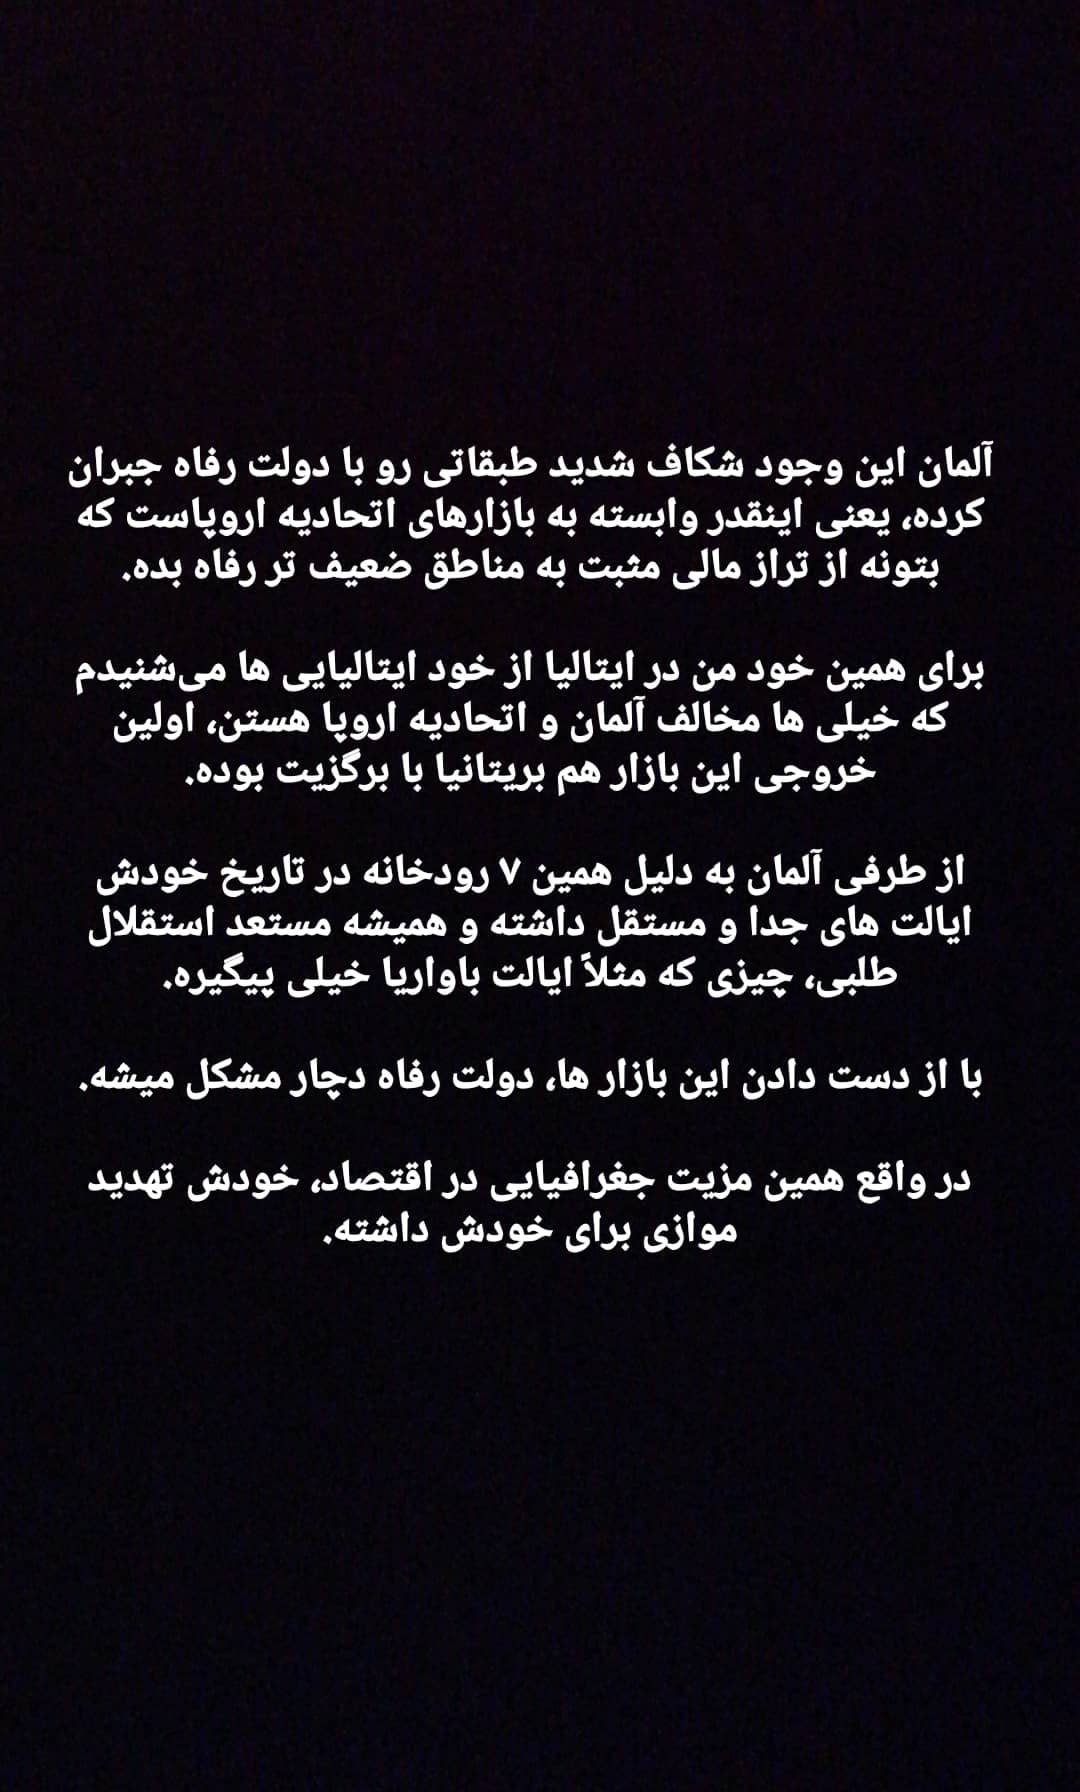 آلمان این وجود شکاف شدید طبقاتی رو با دولت رفاه جبران
کرده، یعنی اینقدر وابسته به بازارهای اتحادیه اروپاست که
بتونه از تراز مالی مثبت به مناطق ضعیف تر رفاه بده.
برای همین خود من در ایتالیا از خود ایتالیایی ها می‌شنیدم
که خیلی ها مخالف آلمان و اتحادیه اروپا هستن، اولین
خروجی این بازار هم بریتانیا با برگزیت بوده.
از طرفی آلمان به دلیل همین ۷ رودخانه در تاریخ خودش
ایالت های جدا و مستقل داشته و همیشه مستعد استقلال
طلبی، چیزی که مثلاً ایالت باواریا خیلی پیگیره.
با از دست دادن این بازار ها، دولت رفاه دچار مشکل میشه.
در واقع همین مزیت جغرافیایی در اقتصاد، خودش تهدید
موازی برای خودش داشته.